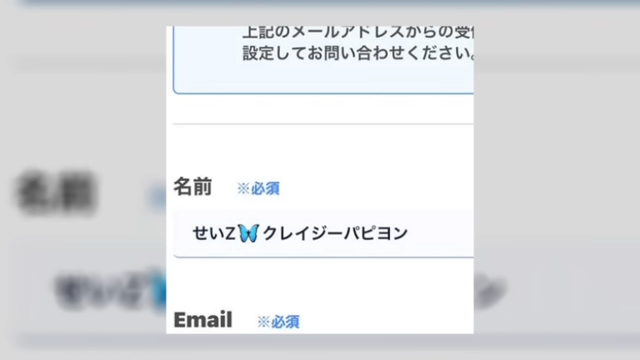 上記のメールアドレスからの受信
設定してお問い合わせください。
名前 ※必須
せいZ🦋クレイジーパピヨン
Email ※必須